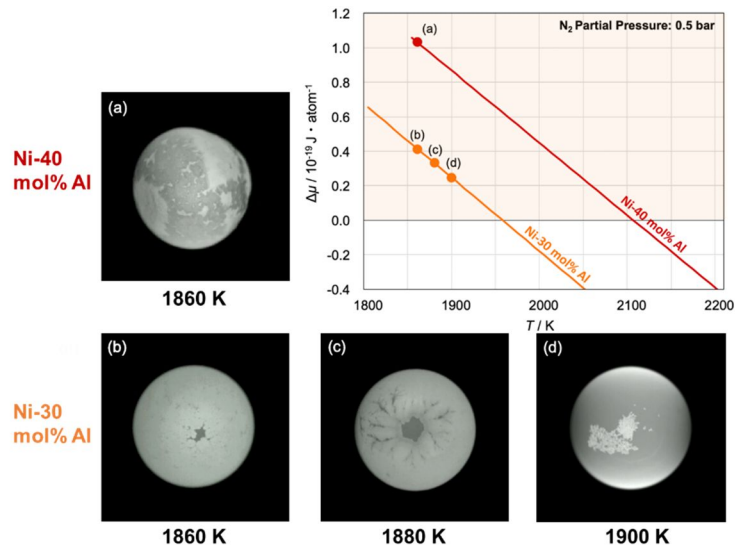 N₂ Partial Pressure: 0.5 bar
1.2
1.0
0.8
0.6
0.4
0.2
0.0
-0.2
-0.4
Δμ / 10⁻¹⁹ J・atom⁻¹
(a)
(b)
(c)
(d)
Ni-40 mol% Al
Ni-30 mol% Al
1800
1900
2000
2100
2200
T / K
Ni-40
mol% Al
(a)
1860 K
Ni-30
mol% Al
(b)
1860 K
(c)
1880 K
(d)
1900 K